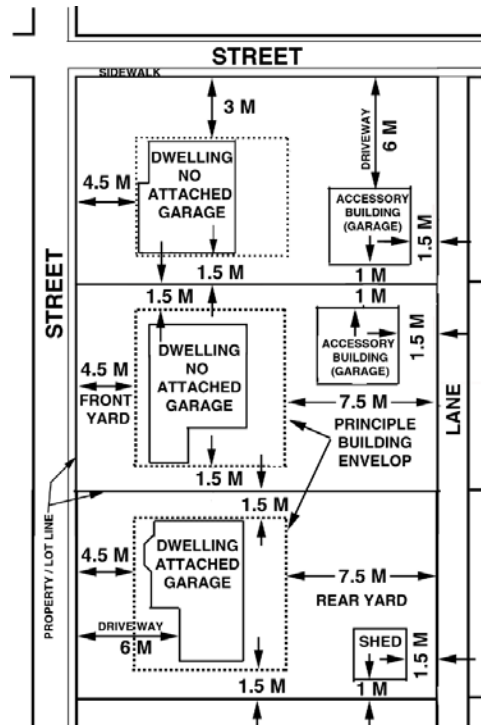 STREET
SIDEWALK
3 M
DRIVEWAY
6 M
DWELLING
NO
ATTACHED
GARAGE
4.5 M
ACCESSORY
BUILDING
(GARAGE)
1.5 M
1.5 M
1 M
STREET
1.5 M
1 M
4.5 M
FRONT
YARD
DWELLING
NO
ATTACHED
GARAGE
ACCESSORY
BUILDING
(GARAGE)
1.5 M
7.5 M
LANE
PRINCIPLE
BUILDING
ENVELOP
1.5 M
1.5 M
PROPERTY / LOT LINE
4.5 M
DWELLING
ATTACHED
GARAGE
7.5 M
REAR YARD
DRIVEWAY
6 M
SHED
1.5 M
1.5 M
1 M